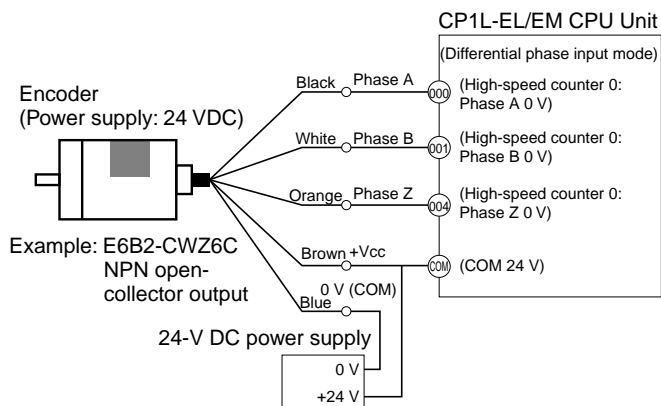 CP1L-EL/EM CPU Unit
(Differential phase input mode)
Encoder
(Power supply: 24 VDC)
Black Phase A 000 (High-speed counter 0:
Phase A 0 V)
White Phase B 001 (High-speed counter 0:
Phase B 0 V)
Orange Phase Z 004 (High-speed counter 0:
Phase Z 0 V)
Example: E6B2-CWZ6C
NPN open-
collector output
Brown +Vcc COM (COM 24 V)
0 V (COM)
Blue
24-V DC power supply
0 V
+24 V